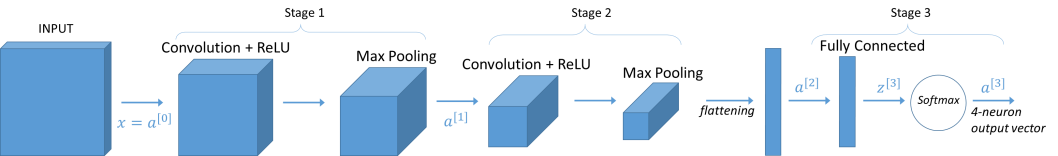 INPUT
x = a^[0]
Stage 1
Convolution + ReLU
Max Pooling
a^[1]
Stage 2
Convolution + ReLU
Max Pooling
flattening
Stage 3
a^[2]
Fully Connected
z^[3]
Softmax
a^[3]
4-neuron
output vector